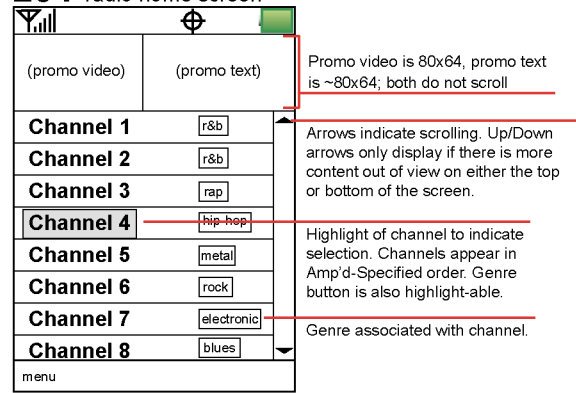 radio home screen
(promo video)
(promo text)
Promo video is 80x64, promo text
is ~80x64; both do not scroll
Channel 1
r&b
Channel 2
r&b
Channel 3
rap
Channel 4
hip-hop
Channel 5
metal
Channel 6
rock
Channel 7
electronic
Channel 8
blues
menu
Arrows indicate scrolling. Up/Down
arrows only display if there is more
content out of view on either the top
or bottom of the screen.
Highlight of channel to indicate
selection. Channels appear in
Amp'd-Specified order. Genre
button is also highlight-able.
Genre associated with channel.